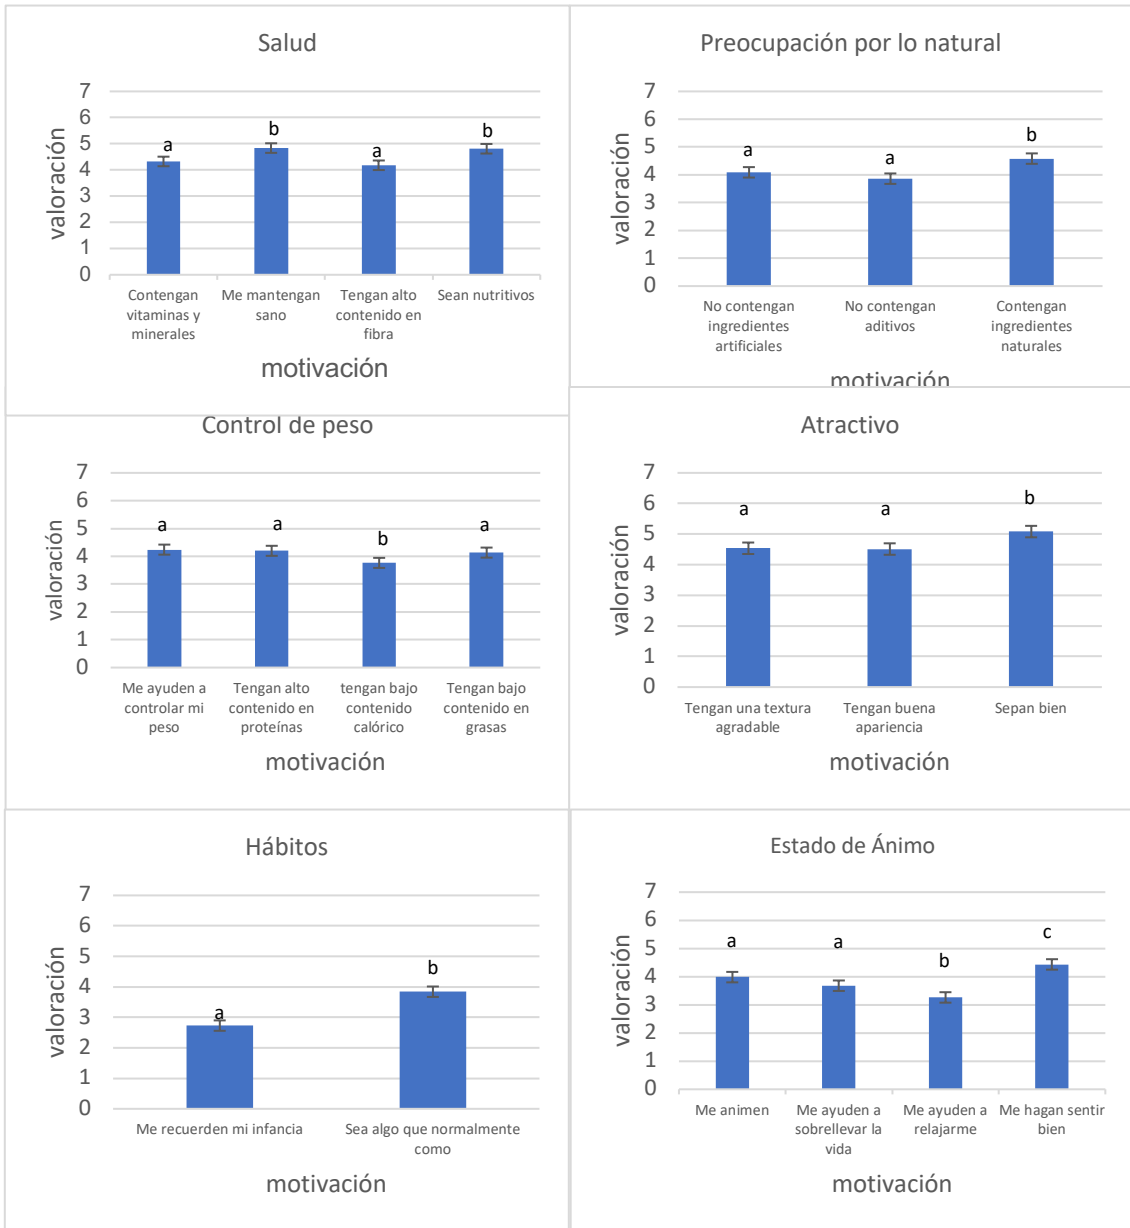 Salud
7
6
5
4
3
2
1
0
valoración
a
b
a
b
Contengan
vitaminas y
minerales
Me mantengan
sano
Tengan alto
contenido en
fibra
Sean nutritivos
motivación
Preocupación por lo natural
7
6
5
4
3
2
1
0
valoración
a
a
b
No contengan
ingredientes
artificiales
No contengan
aditivos
Contengan
ingredientes
naturales
motivación
Control de peso
7
6
5
4
3
2
1
0
valoración
a
a
b
a
Me ayuden a
controlar mi
peso
Tengan alto
contenido en
proteínas
tengan bajo
contenido
calórico
Tengan bajo
contenido en
grasas
motivación
Atractivo
7
6
5
4
3
2
1
0
valoración
a
a
b
Tengan una textura
agradable
Tengan buena
apariencia
Sepan bien
motivación
Hábitos
7
6
5
4
3
2
1
0
valoración
a
b
Me recuerden mi infancia
Sea algo que normalmente
como
motivación
Estado de Ánimo
7
6
5
4
3
2
1
0
valoración
a
a
b
c
Me animen
Me ayuden a
sobrellevar la
vida
Me ayuden a
relajarme
Me hagan sentir
bien
motivación